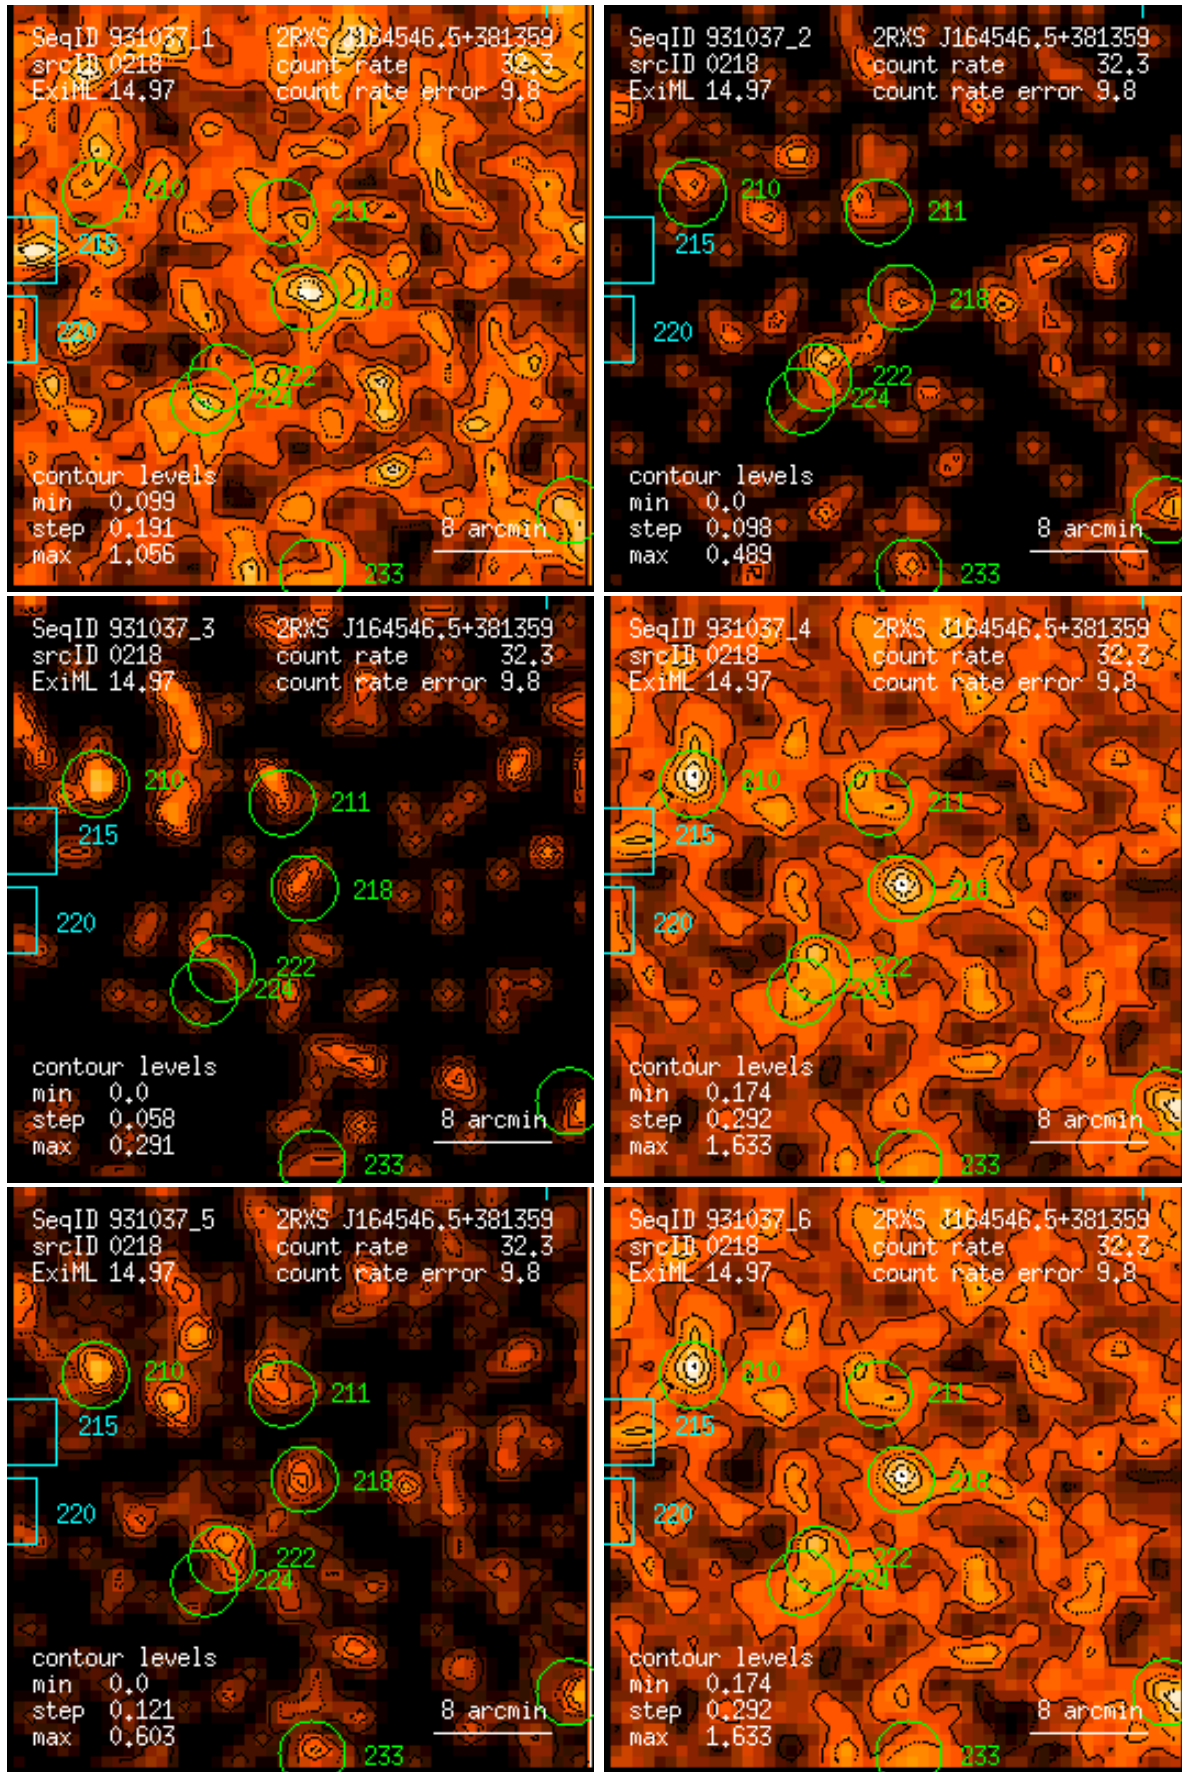 SeqID 931037_1 2RXS J164546.5+381359
srcID 0218 count rate 32.3
ExiML 14.97 count rate error 9.8
210
211
215
218
220
222
224
contour levels
min 0.099
step 0.191 8 arcmin
max 1.056
233
SeqID 931037_2 2RXS J164546.5+381359
srcID 0218 count rate 32.3
ExiML 14.97 count rate error 9.8
210
211
215
218
220
222
224
contour levels
min 0.0
step 0.098 8 arcmin
max 0.489
233
SeqID 931037_3 2RXS J164546.5+381359
srcID 0218 count rate 32.3
ExiML 14.97 count rate error 9.8
210
211
215
218
220
222
224
contour levels
min 0.0
step 0.058 8 arcmin
max 0.291
233
SeqID 931037_4 2RXS J164546.5+381359
srcID 0218 count rate 32.3
ExiML 14.97 count rate error 9.8
210
211
215
218
220
222
224
contour levels
min 0.174
step 0.292 8 arcmin
max 1.633
233
SeqID 931037_5 2RXS J164546.5+381359
srcID 0218 count rate 32.3
ExiML 14.97 count rate error 9.8
210
211
215
218
220
222
224
contour levels
min 0.0
step 0.121 8 arcmin
max 0.603
233
SeqID 931037_6 2RXS J164546.5+381359
srcID 0218 count rate 32.3
ExiML 14.97 count rate error 9.8
210
211
215
218
220
222
224
contour levels
min 0.174
step 0.292 8 arcmin
max 1.633
233